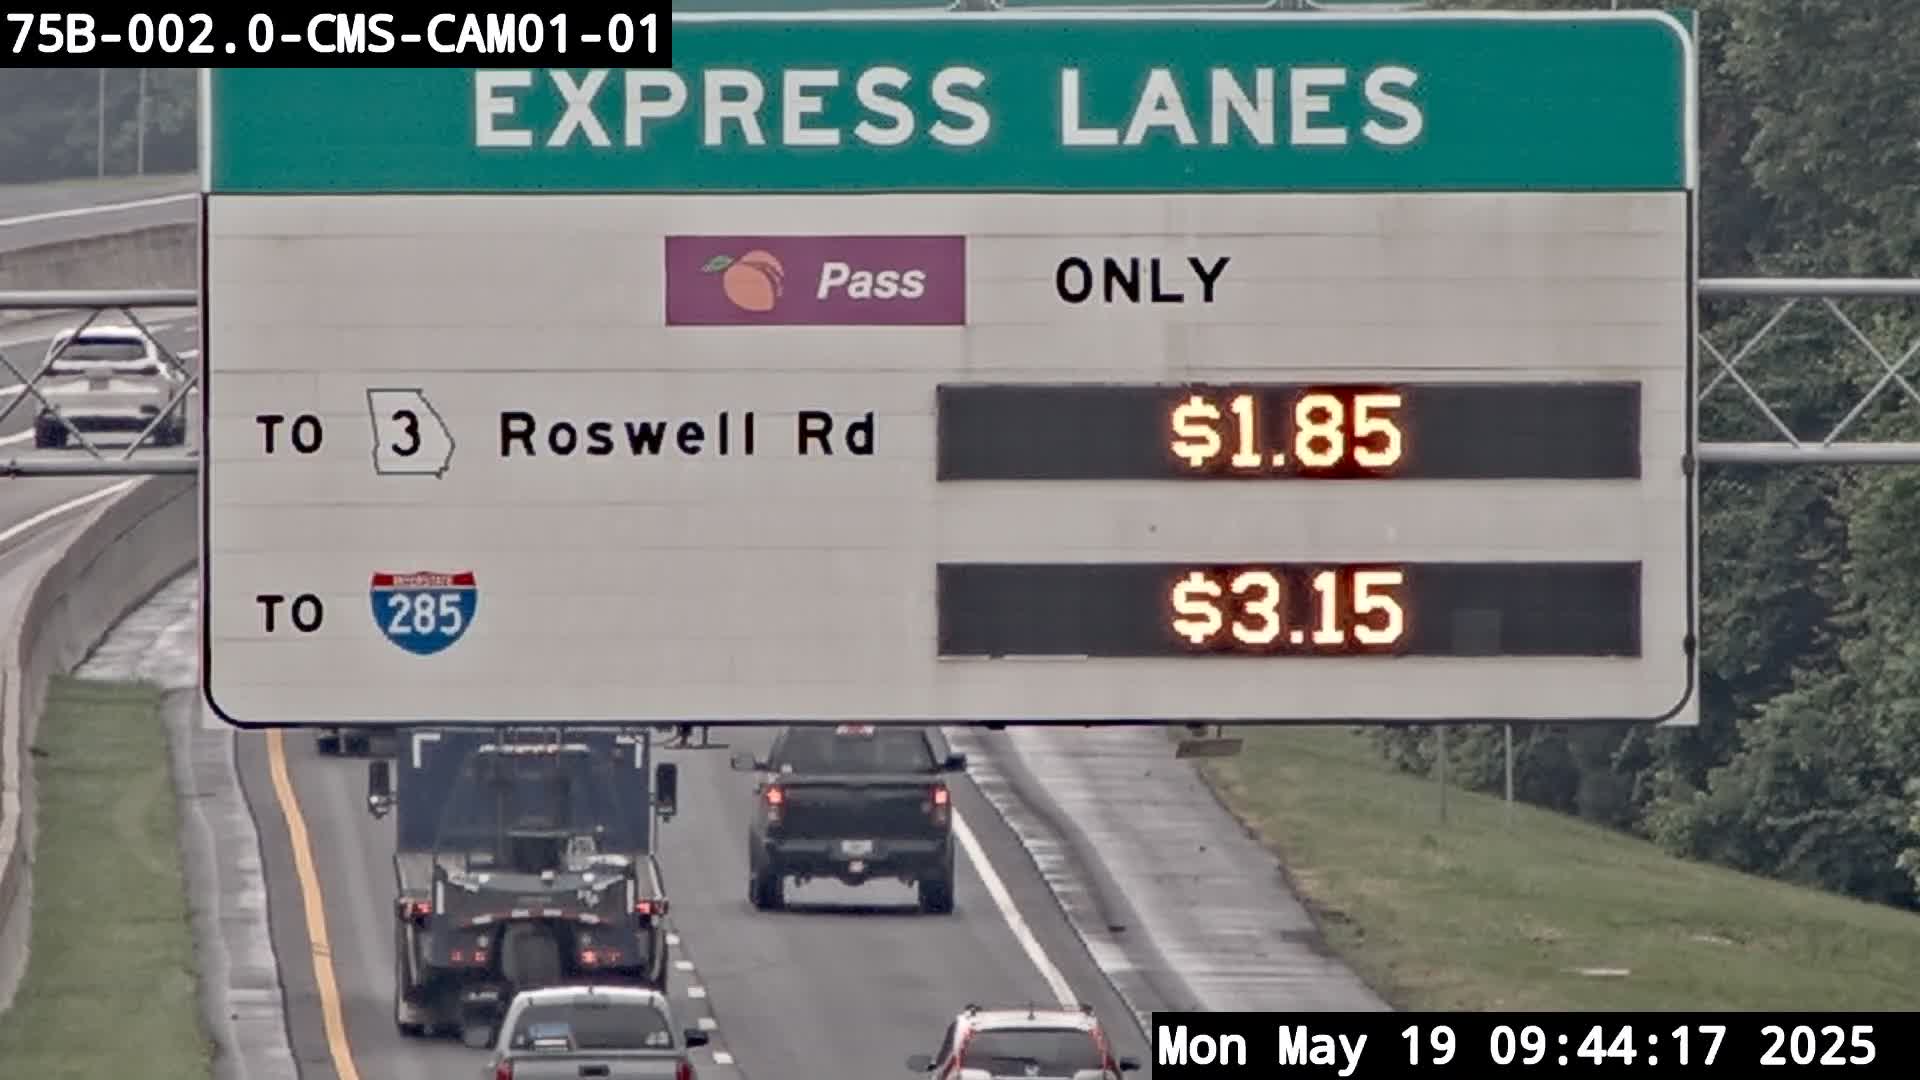 75B-002.0-CMS-CAM01-01
EXPRESS LANES
Pass ONLY
TO 3 Roswell Rd $1.85
INTERSTATE
TO 285 $3.15
Mon May 19 09:44:17 2025